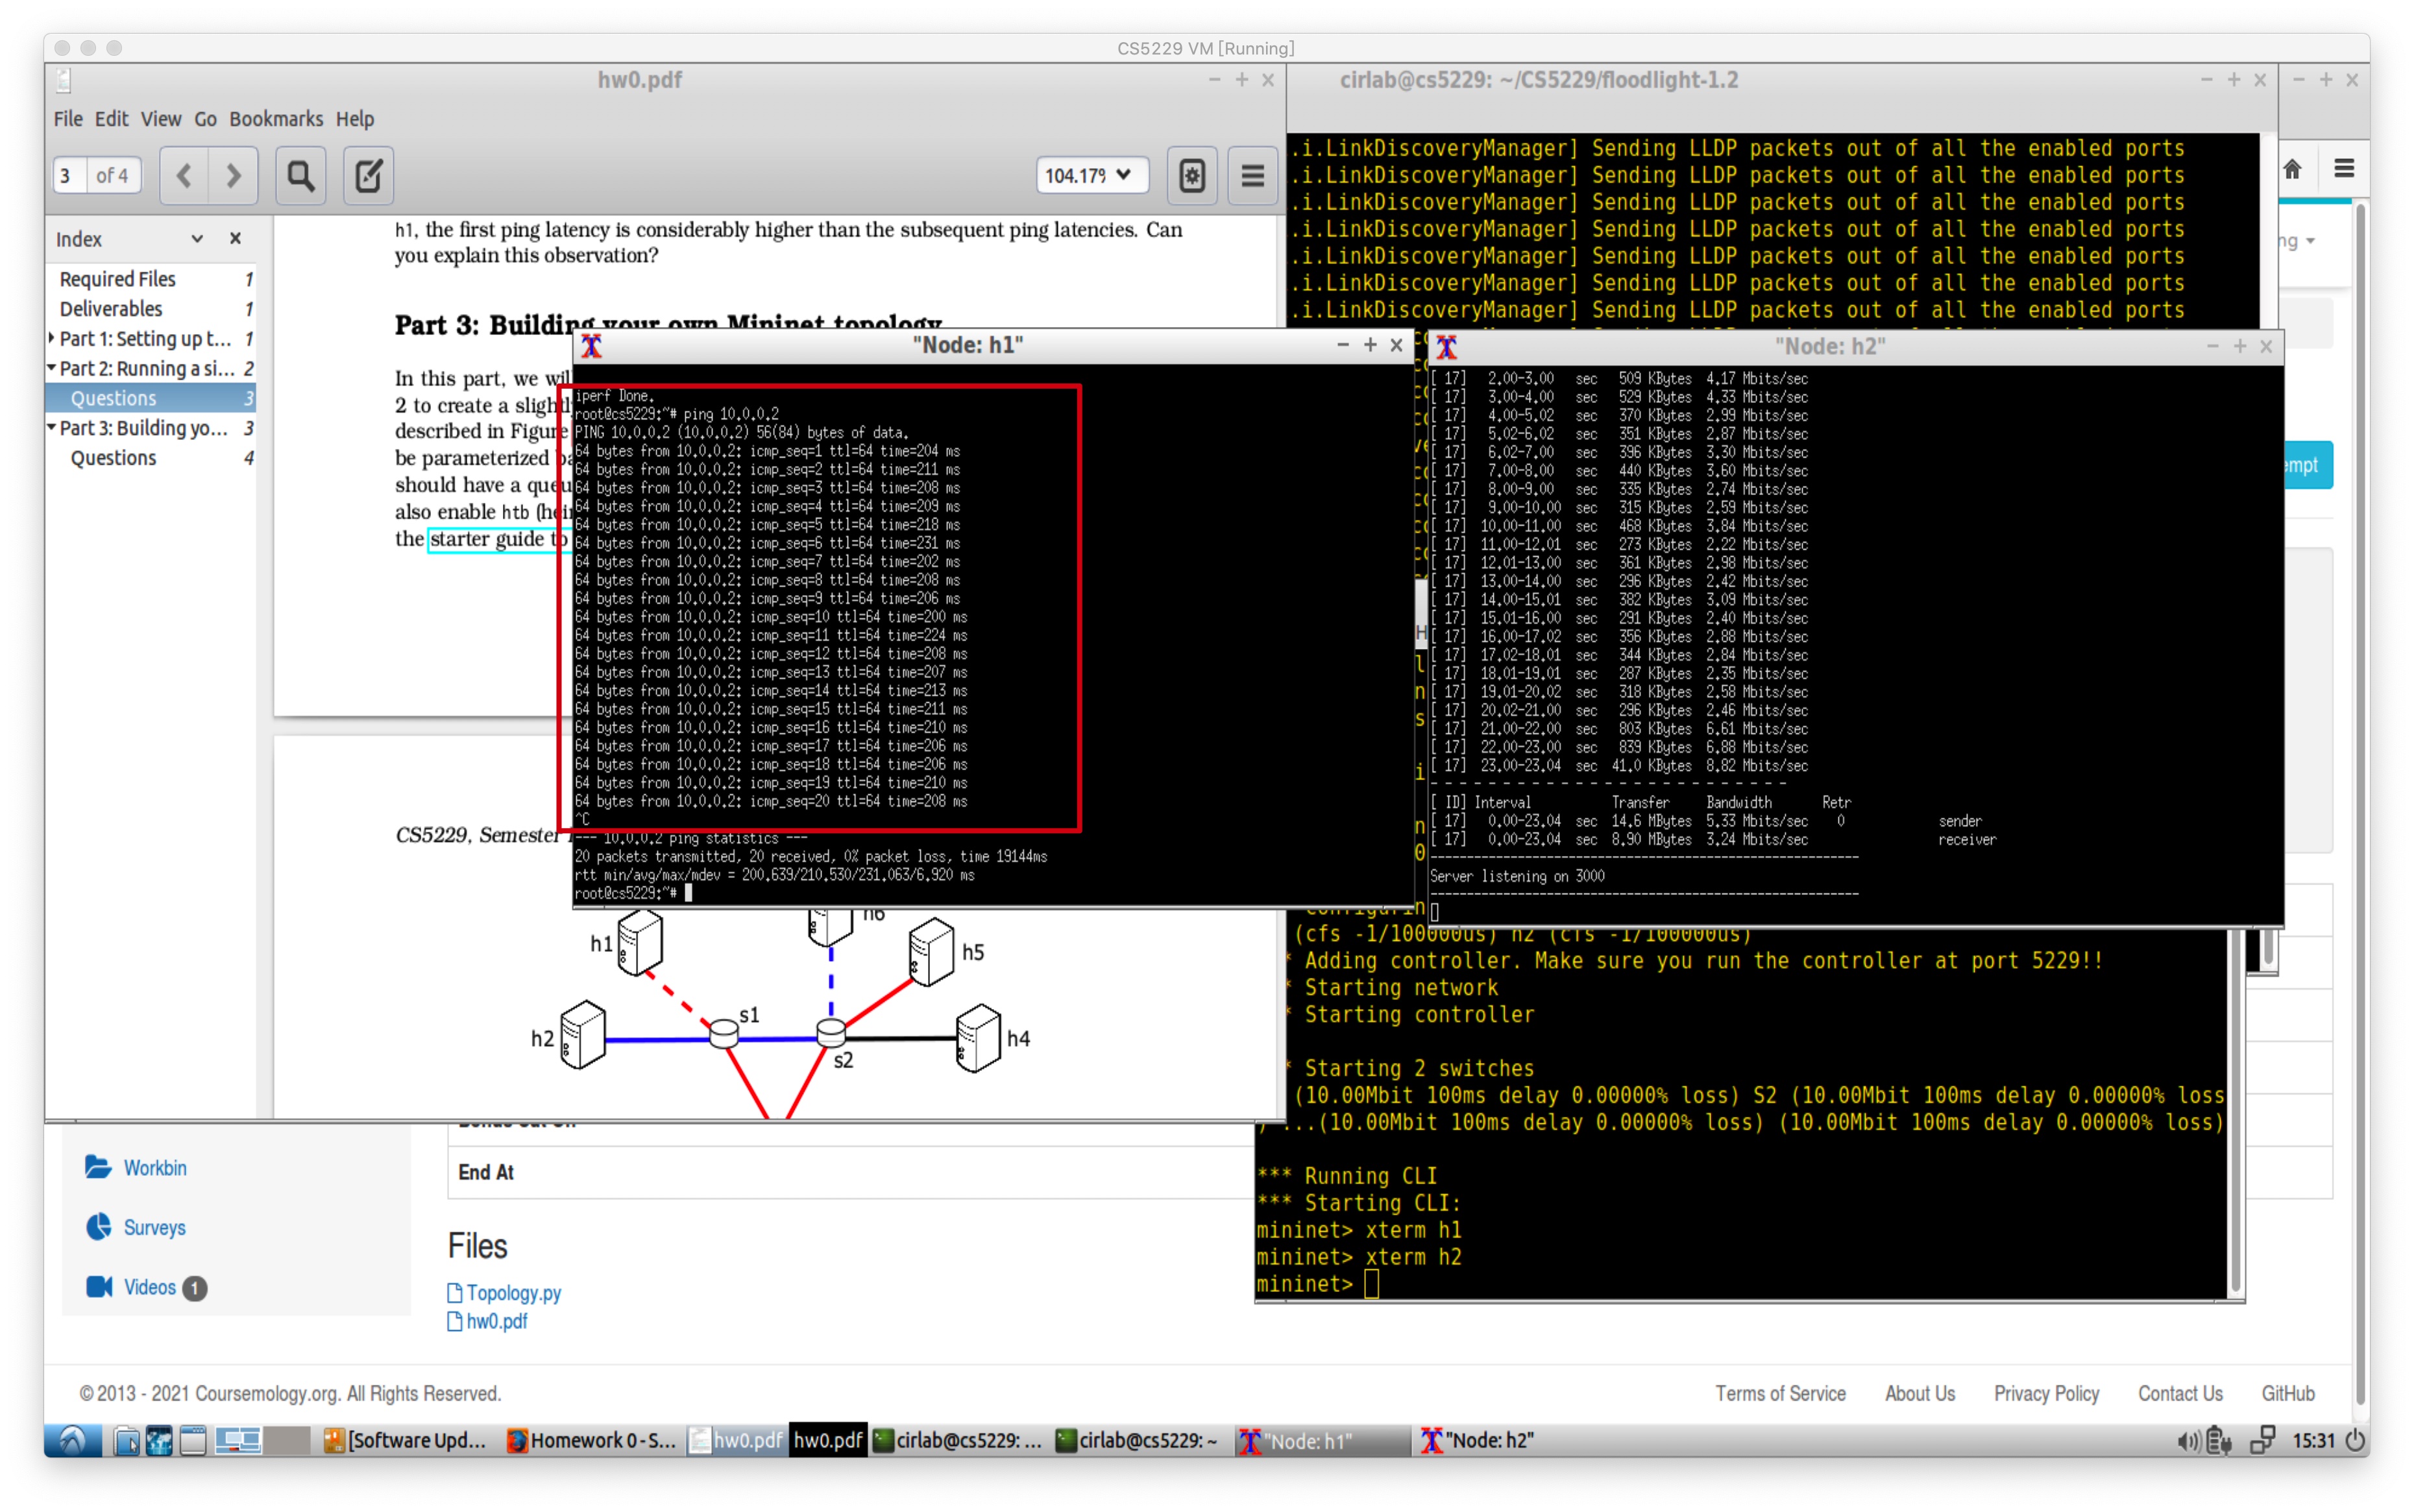 CS5229 VM [Running]
hw0.pdf
File Edit View Go Bookmarks Help
3 of 4
104.17%
Index
Required Files 1
Deliverables 1
Part 1: Setting up t... 1
Part 2: Running a si... 2
Questions 3
Part 3: Building yo... 3
Questions 4
h1, the first ping latency is considerably higher than the subsequent ping latencies. Can
you explain this observation?
Part 3: Building your own Mininet topology
In this part, we wil
2 to create a slightl
described in Figure
be parameterized ba
should have a queu
also enable htb (hei
the starter guide to
CS5229, Semester
h1
h6
h5
h2
s1
s2
h4
cirlab@cs5229: ~/CS5229/floodlight-1.2
.i.LinkDiscoveryManager] Sending LLDP packets out of all the enabled ports
.i.LinkDiscoveryManager] Sending LLDP packets out of all the enabled ports
.i.LinkDiscoveryManager] Sending LLDP packets out of all the enabled ports
.i.LinkDiscoveryManager] Sending LLDP packets out of all the enabled ports
.i.LinkDiscoveryManager] Sending LLDP packets out of all the enabled ports
.i.LinkDiscoveryManager] Sending LLDP packets out of all the enabled ports
.i.LinkDiscoveryManager] Sending LLDP packets out of all the enabled ports
ng
empt
"Node: h1"
iperf Done.
root@cs5229:~# ping 10.0.0.2
PING 10.0.0.2 (10.0.0.2) 56(84) bytes of data.
64 bytes from 10.0.0.2: icmp_seq=1 ttl=64 time=204 ms
64 bytes from 10.0.0.2: icmp_seq=2 ttl=64 time=211 ms
64 bytes from 10.0.0.2: icmp_seq=3 ttl=64 time=208 ms
64 bytes from 10.0.0.2: icmp_seq=4 ttl=64 time=209 ms
64 bytes from 10.0.0.2: icmp_seq=5 ttl=64 time=218 ms
64 bytes from 10.0.0.2: icmp_seq=6 ttl=64 time=231 ms
64 bytes from 10.0.0.2: icmp_seq=7 ttl=64 time=202 ms
64 bytes from 10.0.0.2: icmp_seq=8 ttl=64 time=208 ms
64 bytes from 10.0.0.2: icmp_seq=9 ttl=64 time=206 ms
64 bytes from 10.0.0.2: icmp_seq=10 ttl=64 time=200 ms
64 bytes from 10.0.0.2: icmp_seq=11 ttl=64 time=224 ms
64 bytes from 10.0.0.2: icmp_seq=12 ttl=64 time=208 ms
64 bytes from 10.0.0.2: icmp_seq=13 ttl=64 time=207 ms
64 bytes from 10.0.0.2: icmp_seq=14 ttl=64 time=213 ms
64 bytes from 10.0.0.2: icmp_seq=15 ttl=64 time=211 ms
64 bytes from 10.0.0.2: icmp_seq=16 ttl=64 time=210 ms
64 bytes from 10.0.0.2: icmp_seq=17 ttl=64 time=206 ms
64 bytes from 10.0.0.2: icmp_seq=18 ttl=64 time=206 ms
64 bytes from 10.0.0.2: icmp_seq=19 ttl=64 time=210 ms
64 bytes from 10.0.0.2: icmp_seq=20 ttl=64 time=208 ms
^C
--- 10.0.0.2 ping statistics ---
20 packets transmitted, 20 received, 0% packet loss, time 19144ms
rtt min/avg/max/mdev = 200.639/210.530/231.063/6.920 ms
root@cs5229:~#
"Node: h2"
[ 17] 2.00-3.00 sec 509 KBytes 4.17 Mbits/sec
[ 17] 3.00-4.00 sec 529 KBytes 4.33 Mbits/sec
[ 17] 4.00-5.02 sec 370 KBytes 2.99 Mbits/sec
[ 17] 5.02-6.02 sec 351 KBytes 2.87 Mbits/sec
[ 17] 6.02-7.00 sec 396 KBytes 3.30 Mbits/sec
[ 17] 7.00-8.00 sec 440 KBytes 3.60 Mbits/sec
[ 17] 8.00-9.00 sec 335 KBytes 2.74 Mbits/sec
[ 17] 9.00-10.00 sec 315 KBytes 2.59 Mbits/sec
[ 17] 10.00-11.00 sec 468 KBytes 3.84 Mbits/sec
[ 17] 11.00-12.01 sec 273 KBytes 2.22 Mbits/sec
[ 17] 12.01-13.00 sec 361 KBytes 2.98 Mbits/sec
[ 17] 13.00-14.00 sec 296 KBytes 2.42 Mbits/sec
[ 17] 14.00-15.01 sec 382 KBytes 3.09 Mbits/sec
[ 17] 15.01-16.00 sec 291 KBytes 2.40 Mbits/sec
[ 17] 16.00-17.02 sec 356 KBytes 2.88 Mbits/sec
[ 17] 17.02-18.01 sec 344 KBytes 2.84 Mbits/sec
[ 17] 18.01-19.01 sec 287 KBytes 2.35 Mbits/sec
[ 17] 19.01-20.02 sec 318 KBytes 2.58 Mbits/sec
[ 17] 20.02-21.00 sec 296 KBytes 2.46 Mbits/sec
[ 17] 21.00-22.00 sec 803 KBytes 6.61 Mbits/sec
[ 17] 22.00-23.00 sec 839 KBytes 6.88 Mbits/sec
[ 17] 23.00-23.04 sec 41.0 KBytes 8.82 Mbits/sec
- - - - - - - - - - - - - - - - - - - - - - - - -
[ ID] Interval Transfer Bandwidth Retr
[ 17] 0.00-23.04 sec 14.6 MBytes 5.33 Mbits/sec 0 sender
[ 17] 0.00-23.04 sec 8.90 MBytes 3.24 Mbits/sec receiver
-----------------------------------------------------------
Server listening on 3000
-----------------------------------------------------------
Configurin
(cfs -1/100000us) h2 (cfs -1/100000us)
* Adding controller. Make sure you run the controller at port 5229!!
* Starting network
* Starting controller
* Starting 2 switches
(10.00Mbit 100ms delay 0.00000% loss) S2 (10.00Mbit 100ms delay 0.00000% loss
) ...(10.00Mbit 100ms delay 0.00000% loss) (10.00Mbit 100ms delay 0.00000% loss)
*** Running CLI
*** Starting CLI:
mininet> xterm h1
mininet> xterm h2
mininet>
Workbin
Surveys
Videos 1
End At
Files
Topology.py
hw0.pdf
© 2013 - 2021 Coursemology.org. All Rights Reserved.
Terms of Service About Us Privacy Policy Contact Us GitHub
[Software Upd... Homework 0 - S... hw0.pdf hw0.pdf cirlab@cs5229: ... cirlab@cs5229: ~ "Node: h1" "Node: h2" 15:31